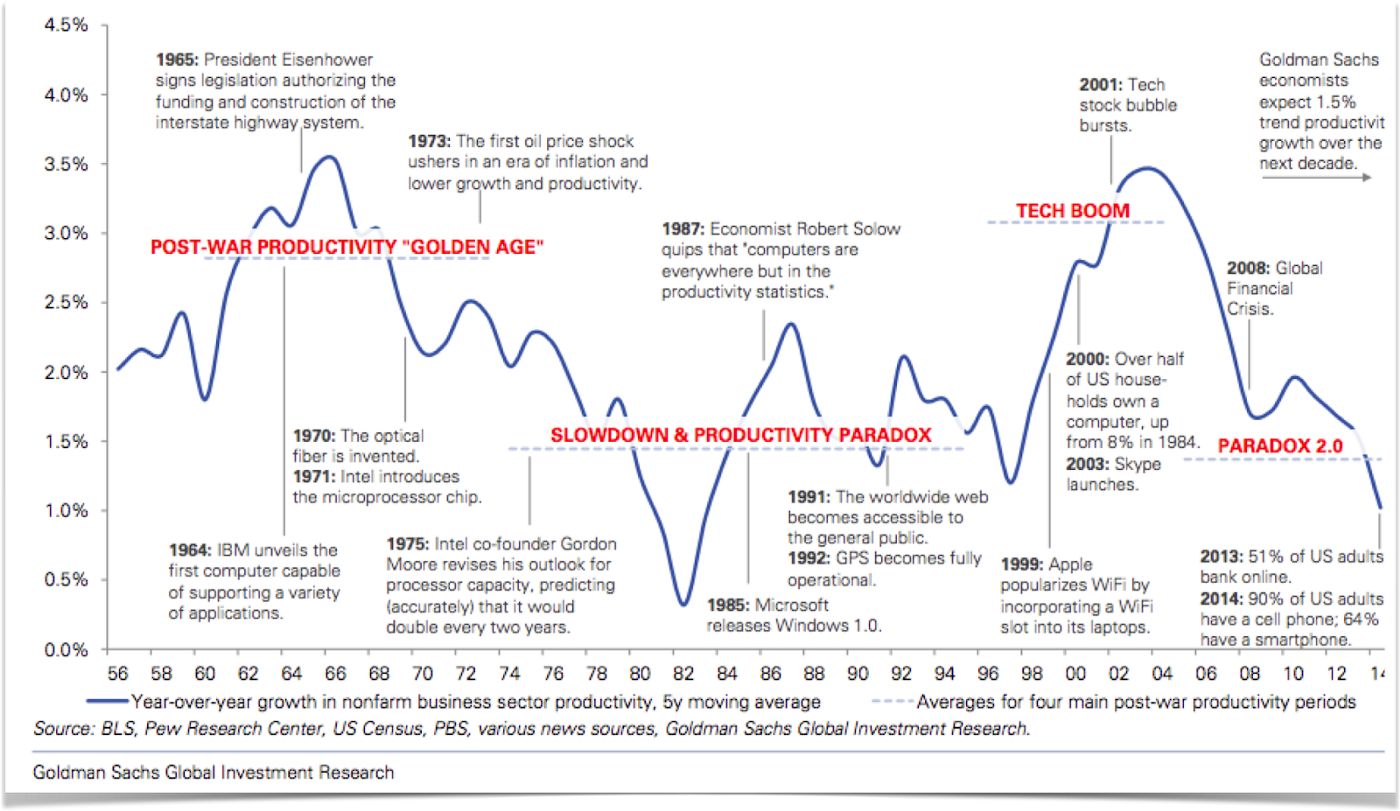 4.5%
4.0%
3.5%
3.0%
2.5%
2.0%
1.5%
1.0%
0.5%
0.0%
1965: President Eisenhower
signs legislation authorizing the
funding and construction of the
interstate highway system.
1973: The first oil price shock
ushers in an era of inflation and
lower growth and productivity.
POST-WAR PRODUCTIVITY "GOLDEN AGE"
1987: Economist Robert Solow
quips that "computers are
everywhere but in the
productivity statistics."
2001: Tech
stock bubble
bursts.
TECH BOOM
Goldman Sachs
economists
expect 1.5%
trend productivit
growth over the
next decade.
2008: Global
Financial
Crisis.
2000: Over half
of US house-
holds own a
computer, up
from 8% in 1984.
2003: Skype
launches.
1970: The optical
fiber is invented.
1971: Intel introduces
the microprocessor chip.
SLOWDOWN & PRODUCTIVITY PARADOX
PARADOX 2.0
1964: IBM unveils the
first computer capable
of supporting a variety
of applications.
1975: Intel co-founder Gordon
Moore revises his outlook for
processor capacity, predicting
(accurately) that it would
double every two years.
1991: The worldwide web
becomes accessible to
the general public.
1992: GPS becomes fully
operational.
1985: Microsoft
releases Windows 1.0.
1999: Apple
popularizes WiFi by
incorporating a WiFi
slot into its laptops.
2013: 51% of US adults
bank online.
2014: 90% of US adults
have a cell phone; 64%
have a smartphone.
56 58 60 62 64 66 68 70 72 74 76 78 80 82 84 86 88 90 92 94 96 98 00 02 04 06 08 10 12 14
Year-over-year growth in nonfarm business sector productivity, 5y moving average
Averages for four main post-war productivity periods
Source: BLS, Pew Research Center, US Census, PBS, various news sources, Goldman Sachs Global Investment Research.
Goldman Sachs Global Investment Research